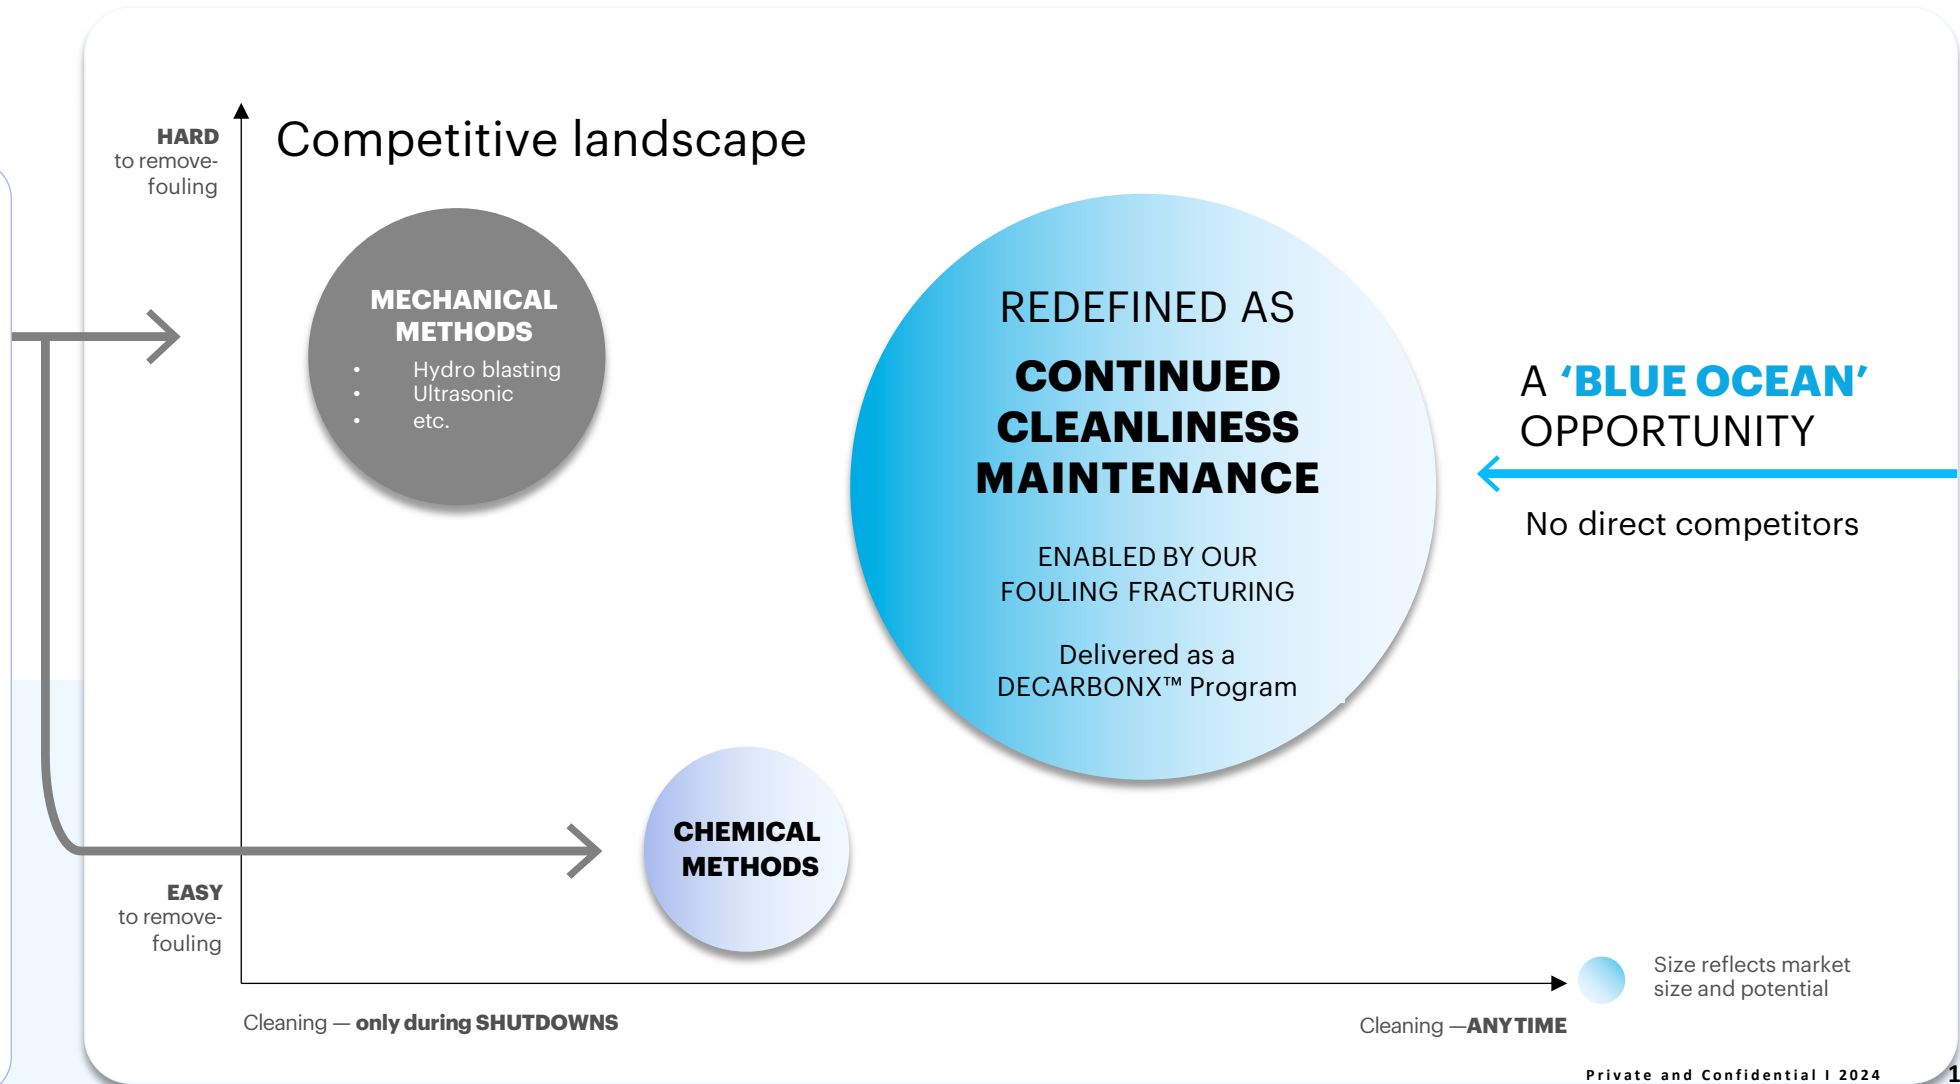 Competitive landscape
HARD
to remove-
fouling
MECHANICAL
METHODS
• Hydro blasting
• Ultrasonic
• etc.
REDEFINED AS
CONTINUED
CLEANLINESS
MAINTENANCE
ENABLED BY OUR
FOULING FRACTURING
Delivered as a
DECARBONX™ Program
A ‘BLUE OCEAN’
OPPORTUNITY
No direct competitors
CHEMICAL
METHODS
EASY
to remove-
fouling
Size reflects market
size and potential
Cleaning — only during SHUTDOWNS
Cleaning —ANYTIME
Private and Confidential I 2024